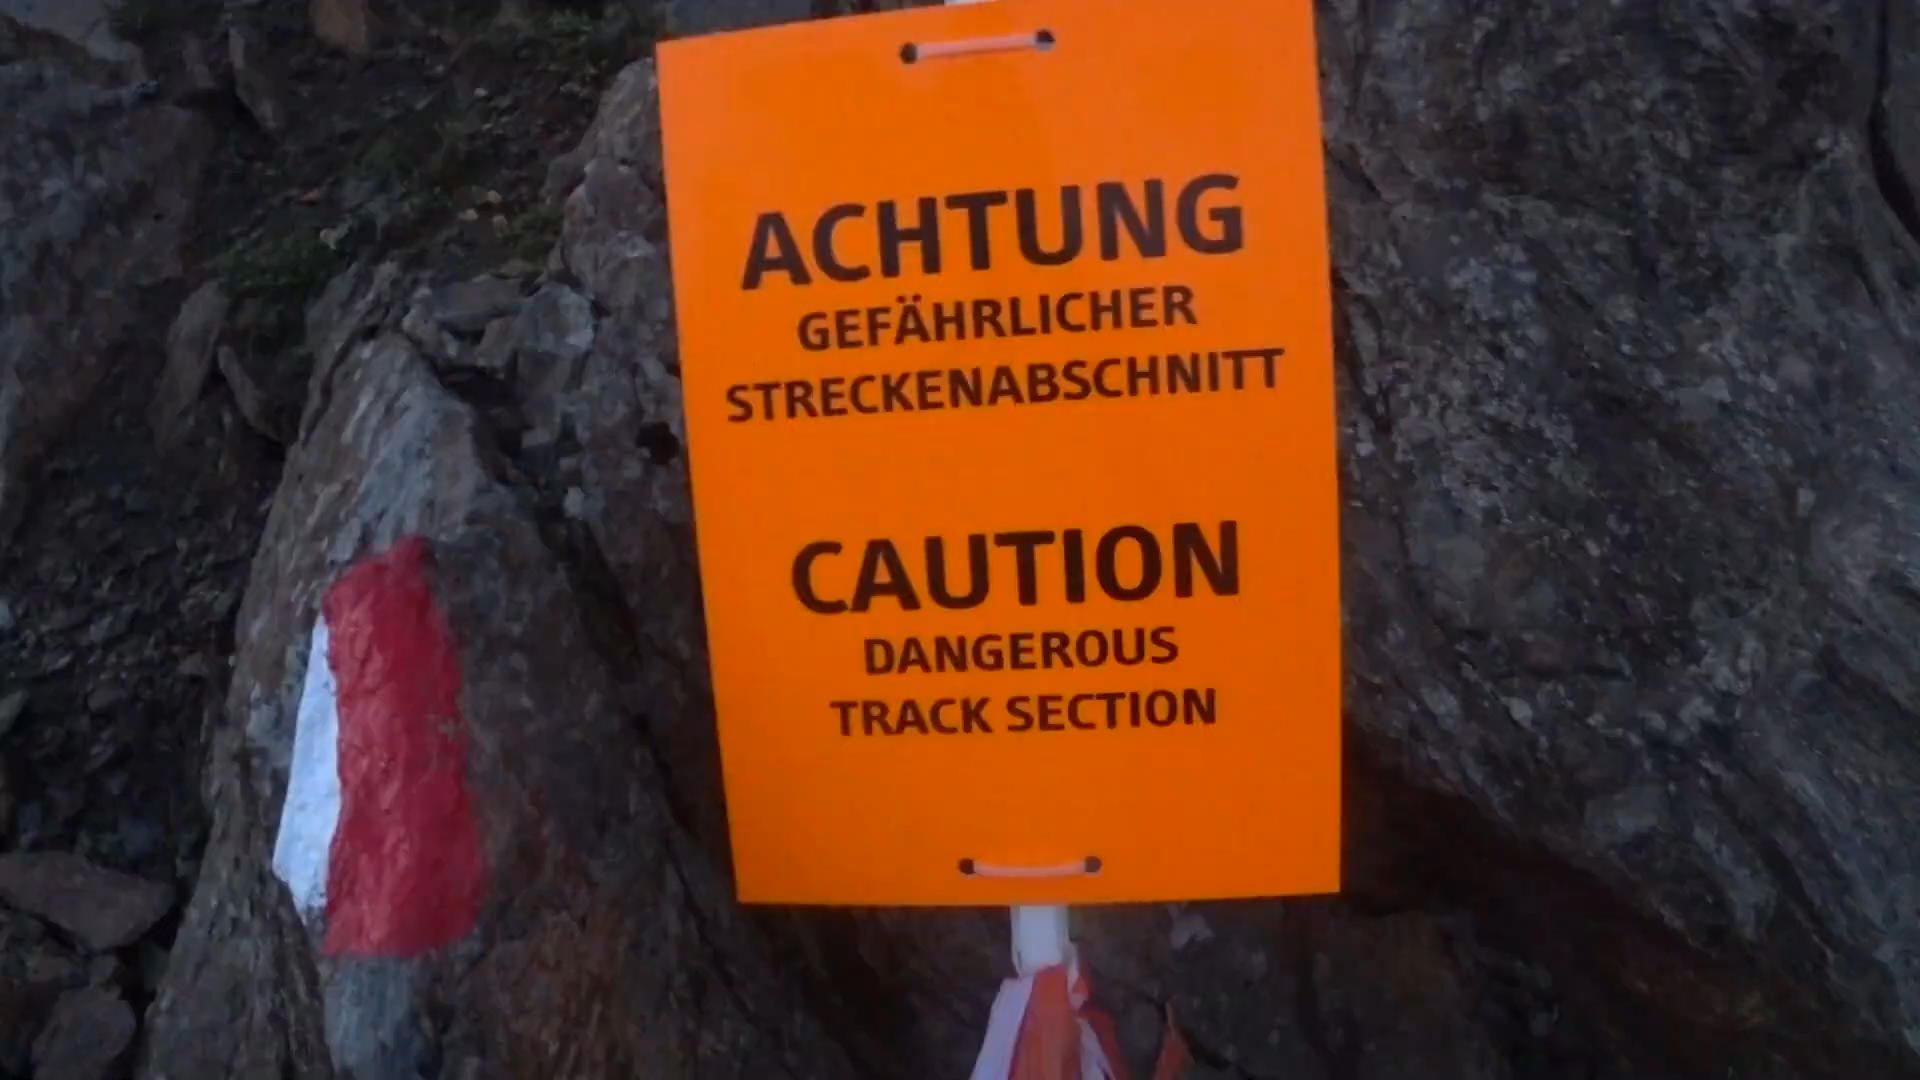 ACHTUNG
GEFÄHRLICHER
STRECKENABSCHNITT
CAUTION
DANGEROUS
TRACK SECTION